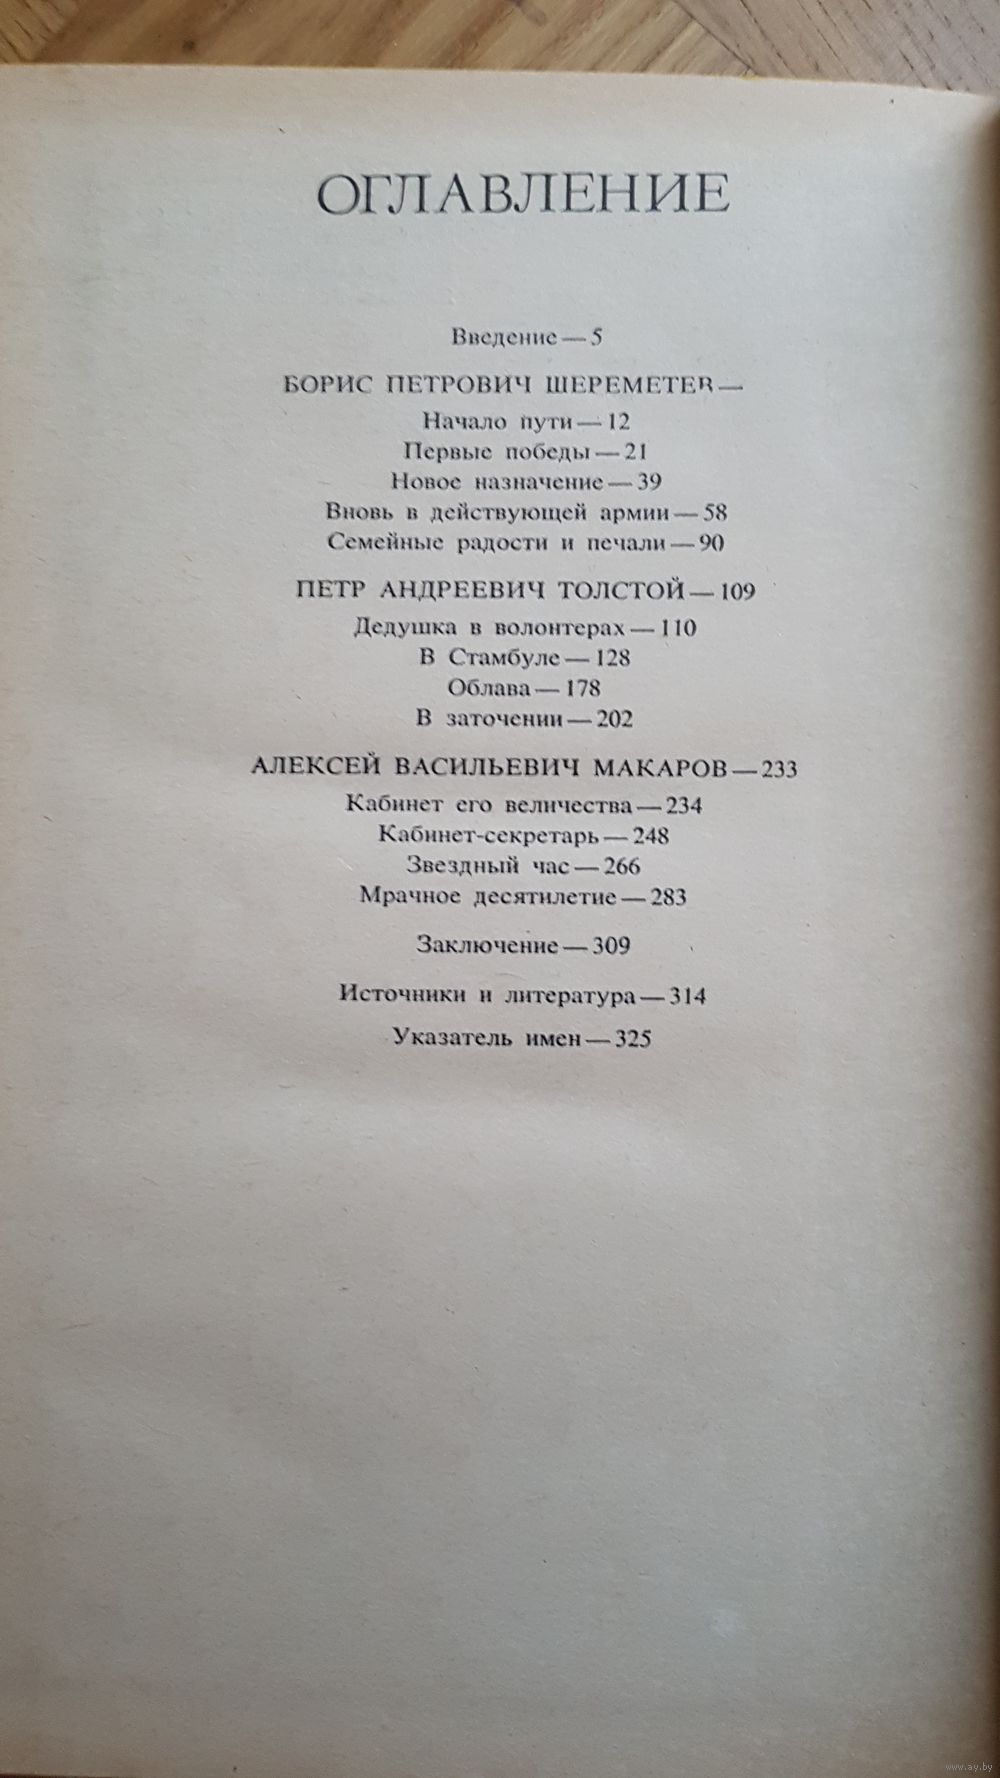 ОГЛАВЛЕНИЕ
Введение — 5
БОРИС ПЕТРОВИЧ ШЕРЕМЕТЕВ —
Начало пути — 12
Первые победы — 21
Новое назначение — 39
Вновь в действующей армии — 58
Семейные радости и печали — 90
ПЕТР АНДРЕЕВИЧ ТОЛСТОЙ — 109
Дедушка в волонтерах — 110
В Стамбуле — 128
Облава — 178
В заточении — 202
АЛЕКСЕЙ ВАСИЛЬЕВИЧ МАКАРОВ — 233
Кабинет его величества — 234
Кабинет-секретарь — 248
Звездный час — 266
Мрачное десятилетие — 283
Заключение — 309
Источники и литература — 314
Указатель имен — 325
www.ay.by